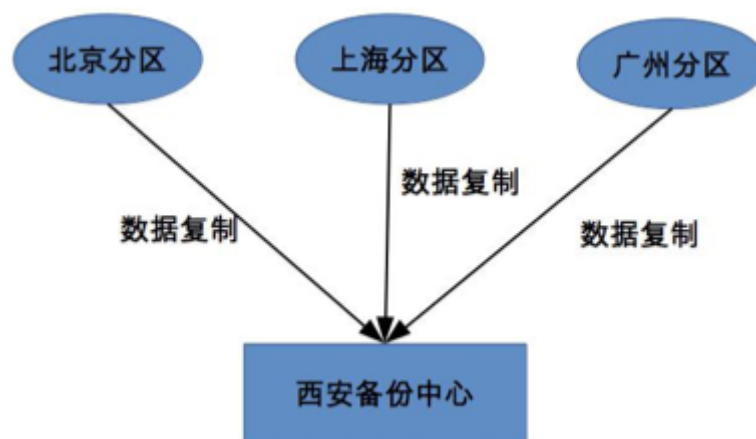 北京分区
上海分区
广州分区
数据复制
数据复制
数据复制
西安备份中心